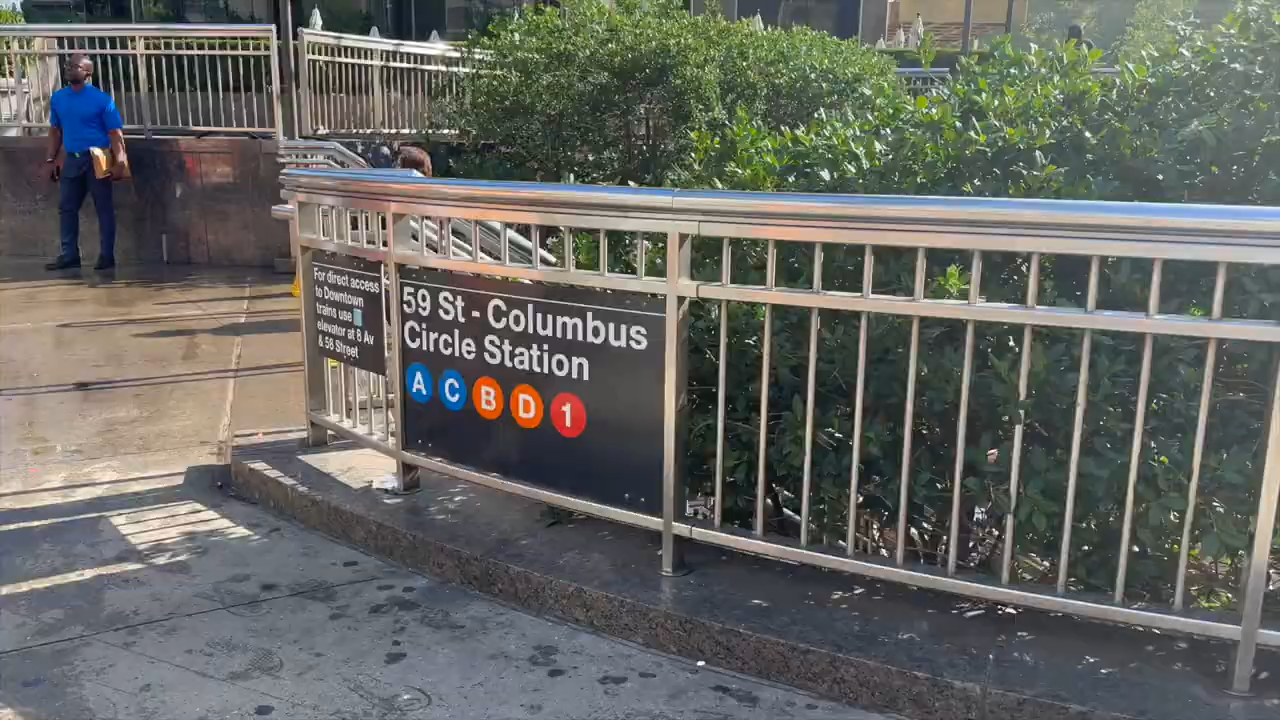 For direct access
to Downtown
trains use
elevator at 8 Av
& 58 Street
59 St - Columbus
Circle Station
A C B D 1